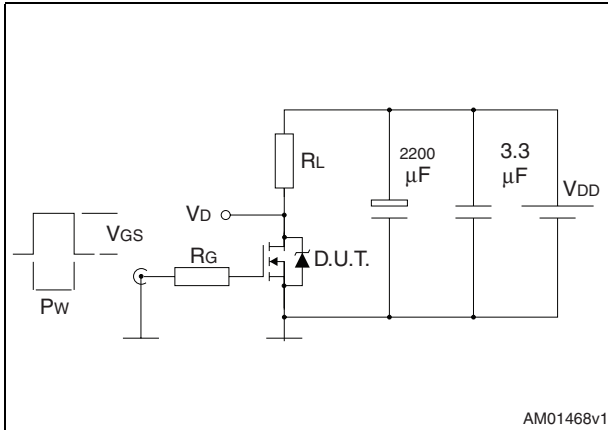 RL
2200
μF
3.3
μF
VDD
VD
VGS
RG
D.U.T.
PW
AM01468v1